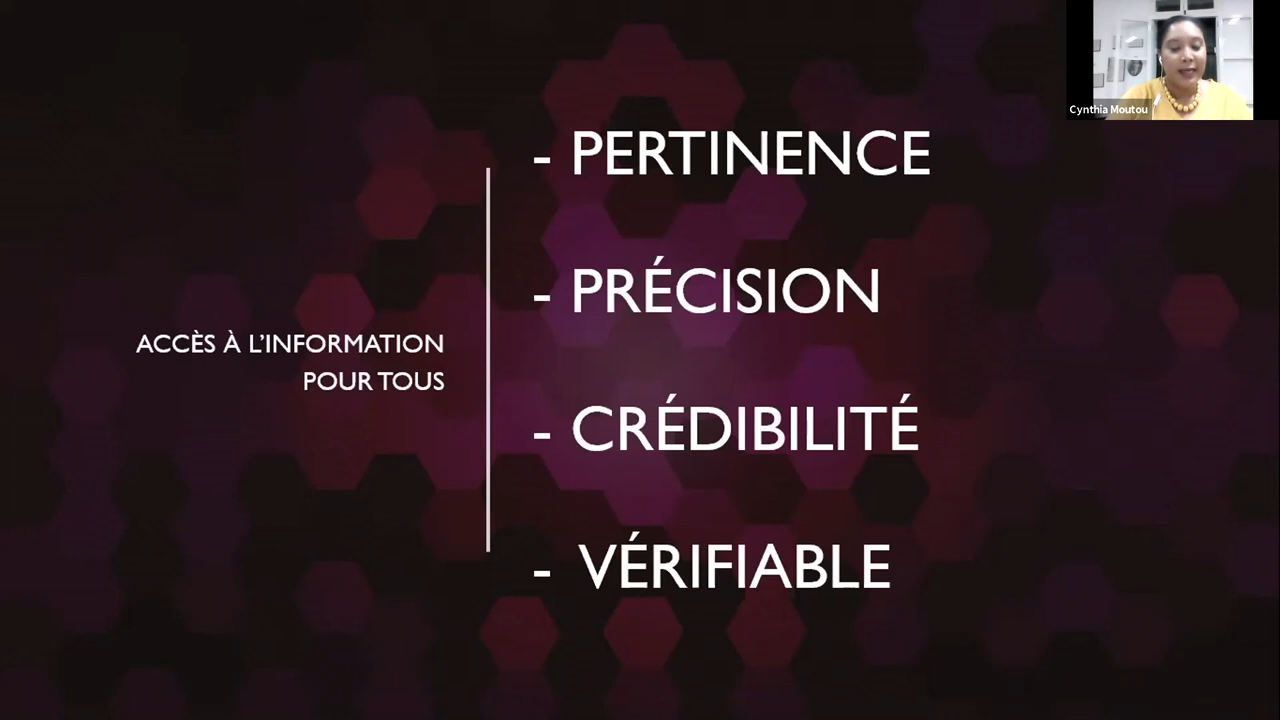 ACCÈS À L'INFORMATION
POUR TOUS
- PERTINENCE
- PRÉCISION
- CRÉDIBILITÉ
- VÉRIFIABLE
Cynthia Moutou